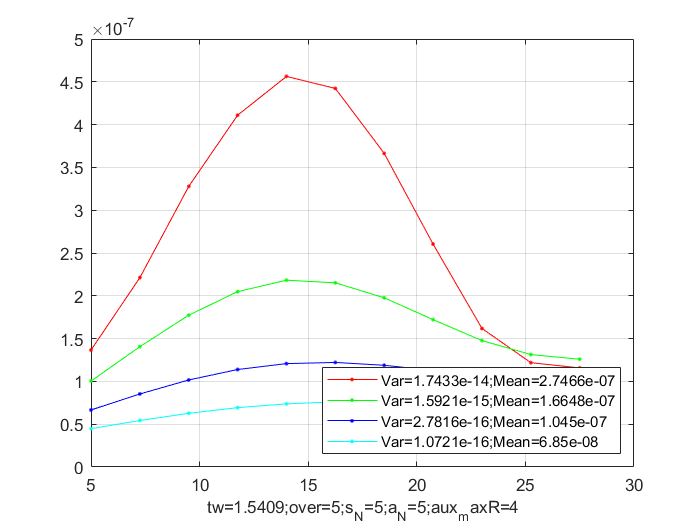 ×10-7
5
4.5
4
3.5
3
2.5
2
1.5
1
0.5
0
5 10 15 20 25 30
Var=1.7433e-14;Mean=2.7466e-07
Var=1.5921e-15;Mean=1.6648e-07
Var=2.7816e-16;Mean=1.045e-07
Var=1.0721e-16;Mean=6.85e-08
tw=1.5409;over=5;sN=5;aN=5;auxmaxR=4